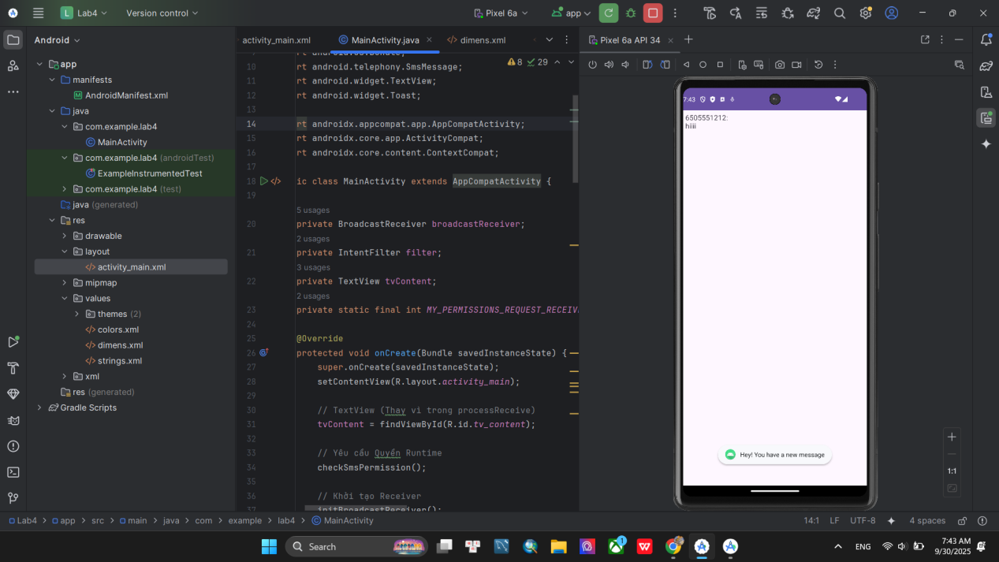 L Lab4 Version control Pixel 6a app
Android
app
manifests
AndroidManifest.xml
java
com.example.lab4
MainActivity
com.example.lab4 (androidTest)
ExampleInstrumentedTest
com.example.lab4 (test)
java (generated)
res
drawable
layout
activity_main.xml
mipmap
values
themes (2)
colors.xml
dimens.xml
strings.xml
xml
res (generated)
Gradle Scripts
activity_main.xml MainActivity.java dimens.xml
8 29
10 rt android.telephony.SmsMessage;
11 rt android.widget.TextView;
12 rt android.widget.Toast;
13
14 rt androidx.appcompat.app.AppCompatActivity;
15 rt androidx.core.app.ActivityCompat;
16 rt androidx.core.content.ContextCompat;
17
18 ic class MainActivity extends AppCompatActivity {
19
5 usages
20 private BroadcastReceiver broadcastReceiver;
2 usages
21 private IntentFilter filter;
3 usages
22 private TextView tvContent;
2 usages
23 private static final int MY_PERMISSIONS_REQUEST_RECEIV
24
25 @Override
26 protected void onCreate(Bundle savedInstanceState) {
27 super.onCreate(savedInstanceState);
28 setContentView(R.layout.activity_main);
29
30 // TextView (Thay vì trong processReceive)
31 tvContent = findViewById(R.id.tv_content);
32
33 // Yêu cầu Quyền Runtime
34 checkSmsPermission();
35
36 // Khởi tạo Receiver
37 initBroadcastReceiver();
Pixel 6a API 34
7:43
6505551212:
hiiii
Hey! You have a new message
1:1
Lab4 > app > src > main > java > com > example > lab4 > MainActivity
14:1 LF UTF-8 4 spaces
Search
1
ENG
7:43 AM
9/30/2025